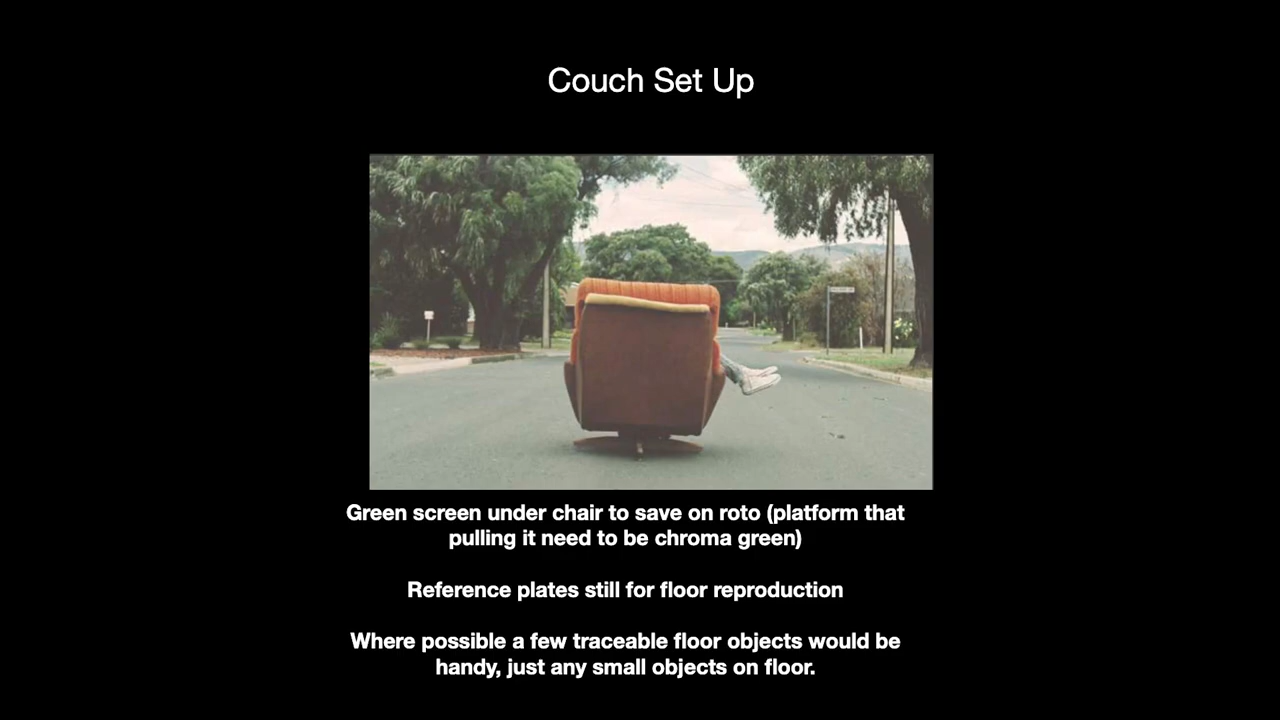 Couch Set Up
Green screen under chair to save on roto (platform that
pulling it need to be chroma green)
Reference plates still for floor reproduction
Where possible a few traceable floor objects would be
handy, just any small objects on floor.